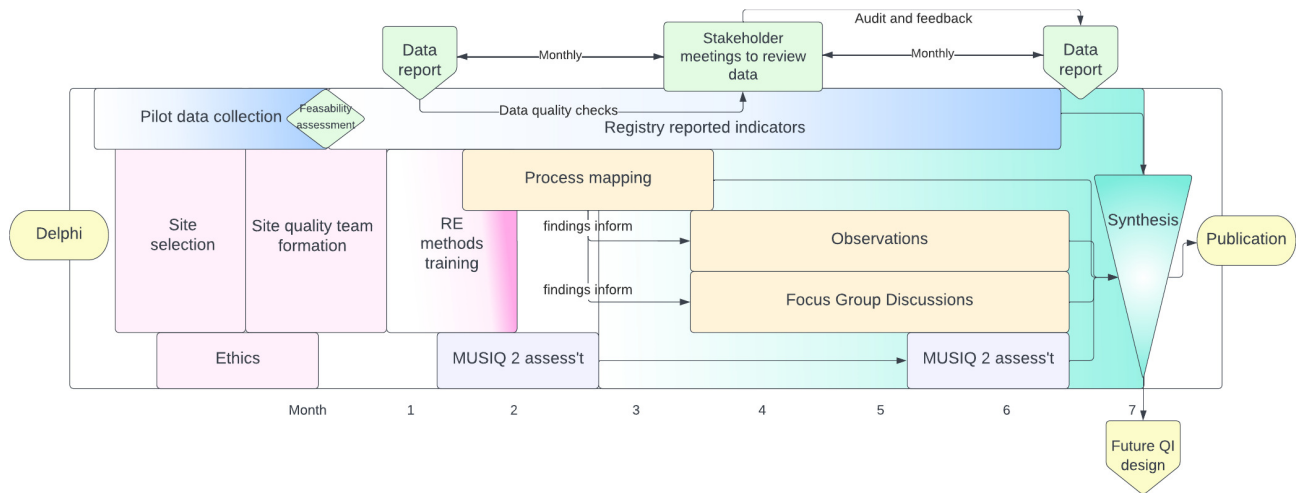 Audit and feedback
Data
report
Monthly
Stakeholder
meetings to review
data
Monthly
Data
report
Pilot data collection
Feasability
assessment
Data quality checks
Registry reported indicators
Process mapping
Delphi
Site
selection
Site quality team
formation
RE
methods
training
findings inform
Observations
findings inform
Focus Group Discussions
Synthesis
Publication
Ethics
MUSIQ 2 assess't
MUSIQ 2 assess't
Month 1 2 3 4 5 6 7
Future QI
design